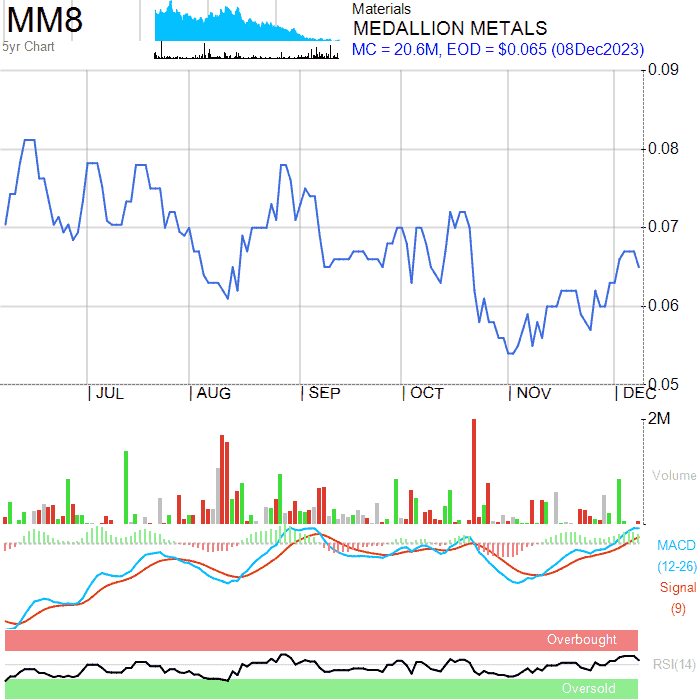 MM8
5yr Chart
Materials
MEDALLION METALS
MC = 20.6M, EOD = $0.065 (08Dec2023)
0.09
0.08
0.07
0.06
0.05
JUL AUG SEP OCT NOV DEC
2M
Volume
MACD
(12-26)
Signal
(9)
Overbought
RSI(14)
Oversold